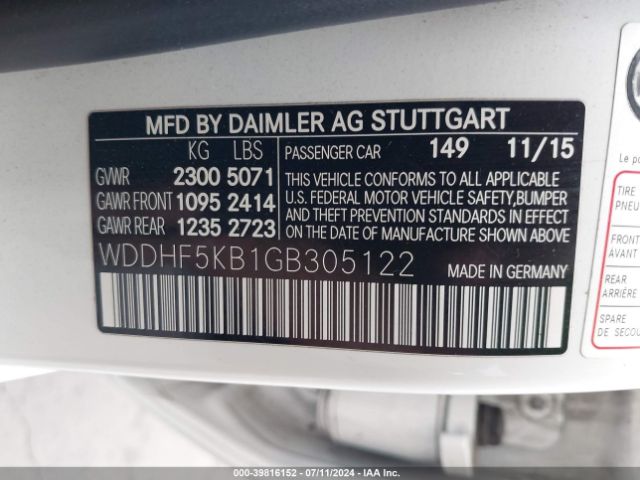 MFD BY DAIMLER AG STUTTGART
KG LBS
GVWR 2300 5071
GAWR FRONT 1095 2414
GAWR REAR 1235 2723
PASSENGER CAR 149 11/15
THIS VEHICLE CONFORMS TO ALL APPLICABLE
U.S. FEDERAL MOTOR VEHICLE SAFETY,BUMPER
AND THEFT PREVENTION STANDARDS IN EFFECT
ON THE DATE OF MANUFACTURE SHOWN ABOVE.
WDDHF5KB1GB305122
MADE IN GERMANY
Le
TIRE
PNEU
FRONT
AVANT
REAR
ARRIÈRE
SPARE
DE
000-39816152 / 07/11/2024 / IAA, Inc.